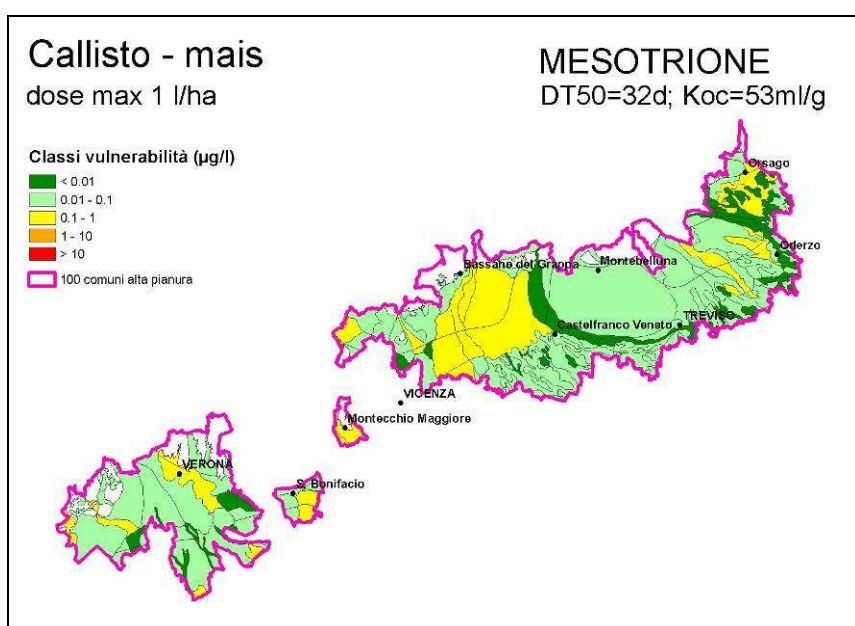 Callisto - mais
dose max 1 l/ha
MESOTRIONE
DT50=32d; Koc=53ml/g
Classi vulnerabilità (µg/l)
< 0.01
0.01 - 0.1
0.1 - 1
1 - 10
> 10
100 comuni alta pianura
Orsago
Oderzo
Bassano del Grappa
Montebelluna
TREVISO
Castelfranco Veneto
VICENZA
Montecchio Maggiore
VERONA
S. Bonifacio